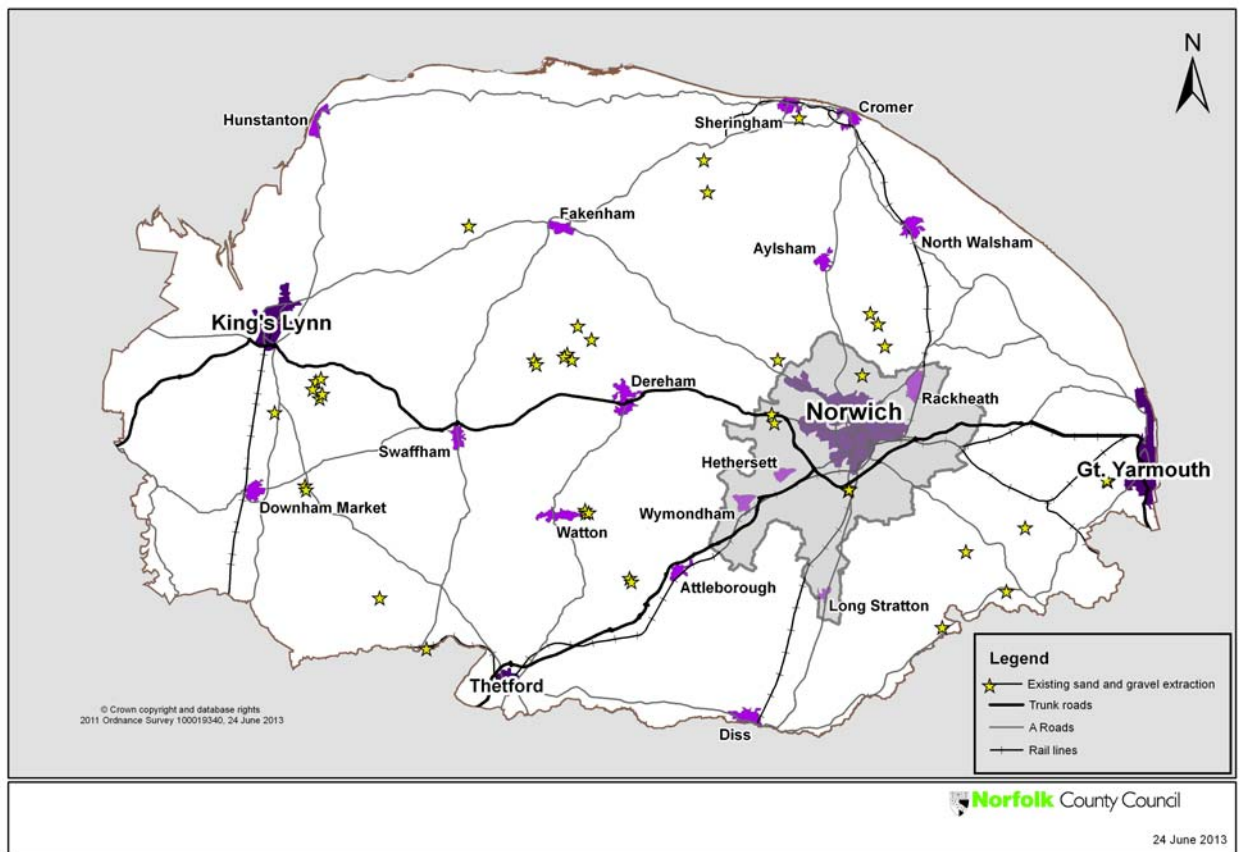 N
Hunstanton
Sheringham
Cromer
Fakenham
Aylsham
North Walsham
King's Lynn
Dereham
Norwich
Rackheath
Swaffham
Hethersett
Gt. Yarmouth
Downham Market
Wymondham
Watton
Attleborough
Long Stratton
Thetford
Diss
© Crown copyright and database rights
2011 Ordnance Survey 100019340, 24 June 2013
Legend
Existing sand and gravel extraction
Trunk roads
A Roads
Rail lines
Norfolk County Council
24 June 2013